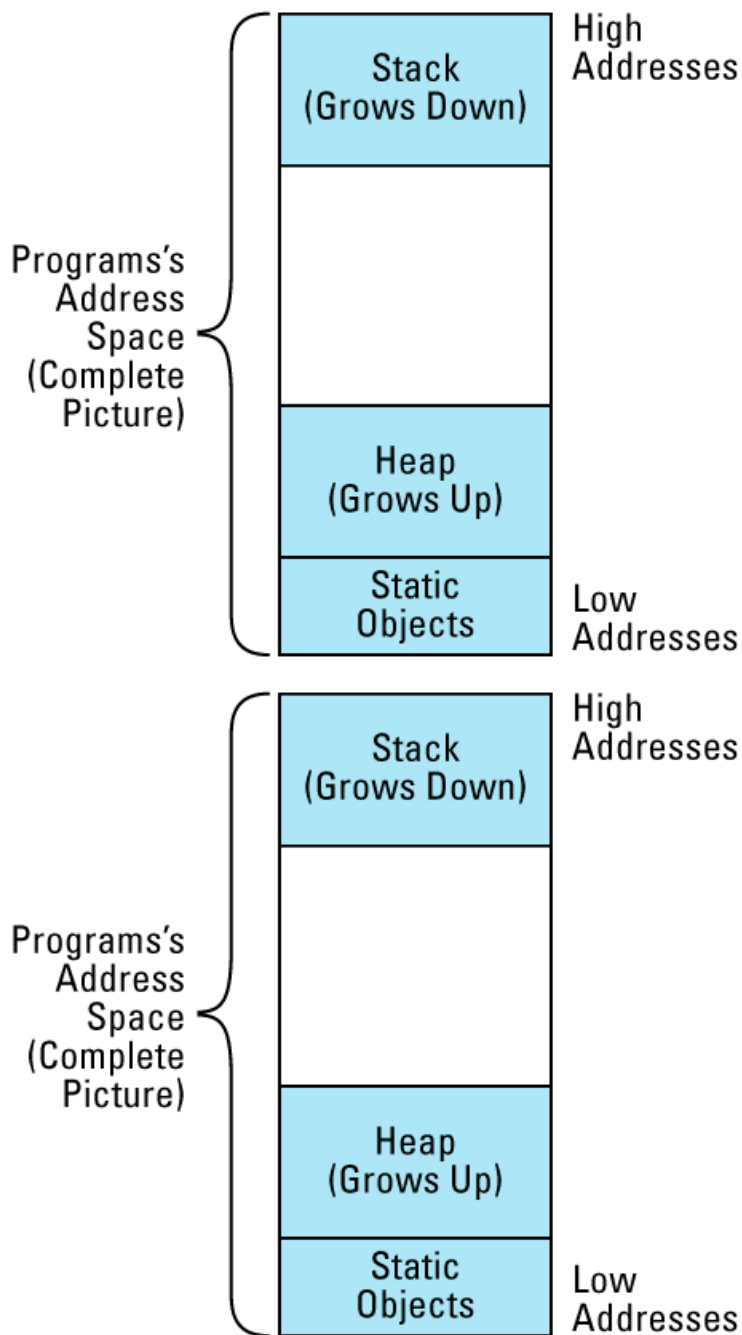 Stack
(Grows Down)
High
Addresses
Programs's
Address
Space
(Complete
Picture)
Heap
(Grows Up)
Static
Objects
Low
Addresses
Stack
(Grows Down)
High
Addresses
Programs's
Address
Space
(Complete
Picture)
Heap
(Grows Up)
Static
Objects
Low
Addresses